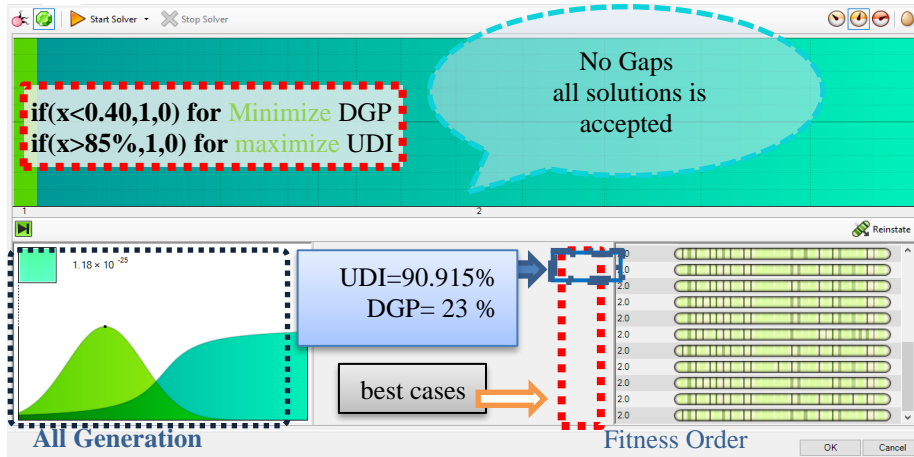 Start Solver
Stop Solver
No Gaps
all solutions is
accepted
if(x<0.40,1,0) for Minimize DGP
if(x>85%,1,0) for maximize UDI
1
2
Reinstate
1.18 × 10 -25
UDI=90.915%
DGP= 23 %
best cases
2.0
2.0
2.0
2.0
2.0
2.0
2.0
2.0
2.0
All Generation
Fitness Order
OK
Cancel